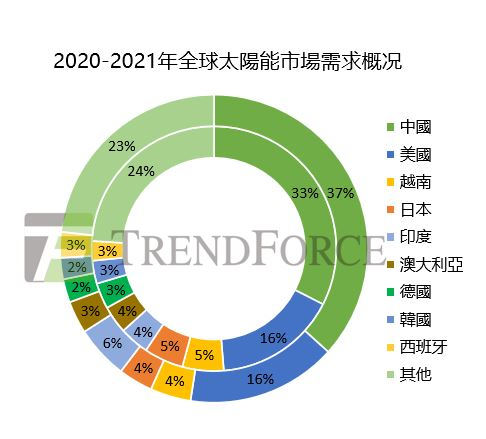 2020-2021年全球太陽能市場需求概况
23%
24%
33%
37%
中國
美國
越南
日本
印度
澳大利亞
德國
韓國
西班牙
其他
TRENDFORCE
3%
3%
2%
3%
2%
3%
3%
4%
6%
4%
5%
5%
16%
4%
4%
16%